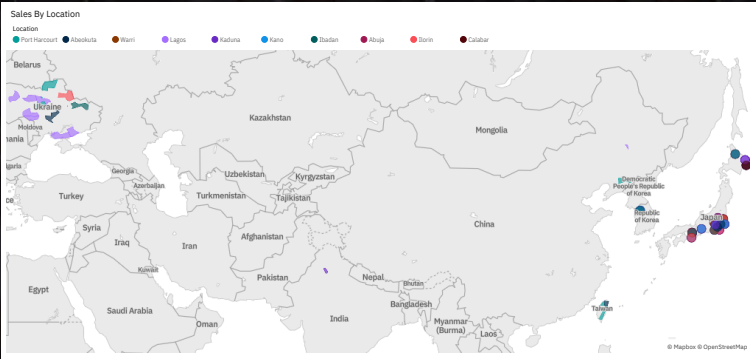 Sales By Location
Location
Port Harcourt Abeokuta Warri Lagos Kaduna Kano Ibadan Abuja Ilorin Calabar
Belarus
Ukraine
Kazakhstan
Moldova
Mongolia
Georgia
Uzbekistan
Kyrgyzstan
Democratic
People's Republic
of Korea
Azerbaijan
Turkey
Turkmenistan
Tajikistan
Republic
of Korea
Japan
Syria
China
Afghanistan
Iraq
Iran
Kuwait
Pakistan
Nepal
Bhutan
Egypt
Bangladesh
Taiwan
Saudi Arabia
India
Oman
Myanmar
(Burma)
Laos
© Mapbox © OpenStreetMap